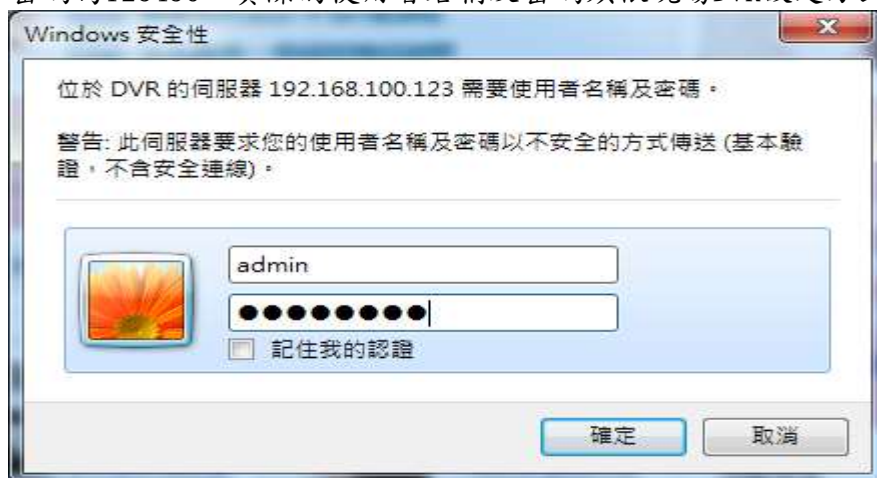 Windows 安全性
位於 DVR 的伺服器 192.168.100.123 需要使用者名稱及密碼。
警告: 此伺服器要求您的使用者名稱及密碼以不安全的方式傳送 (基本驗
證，不含安全連線)。
admin
●●●●●●●●
記住我的認證
確定 取消